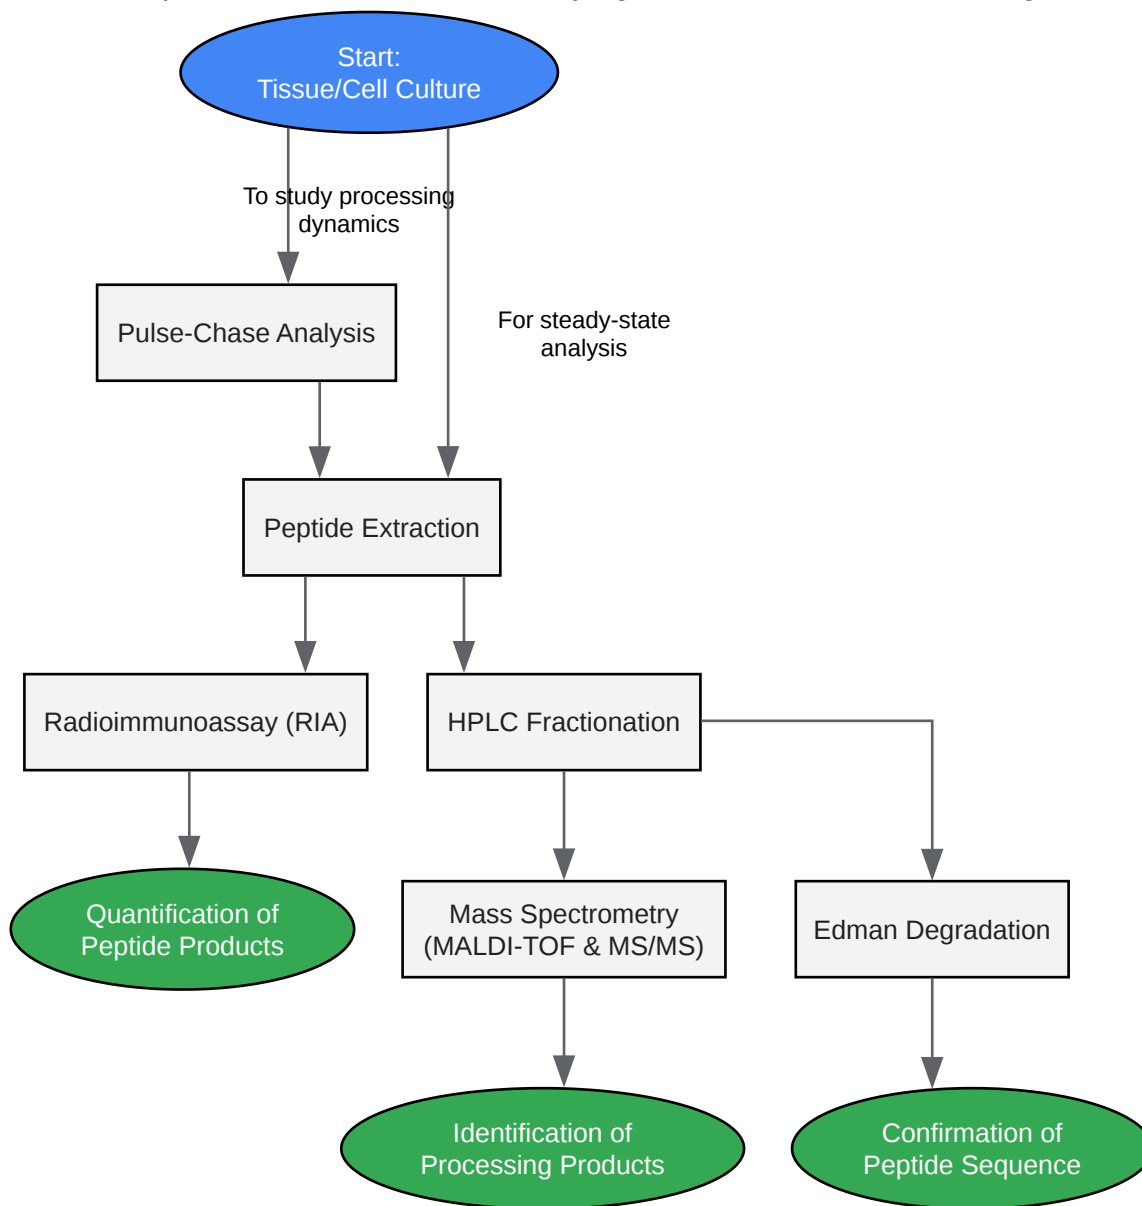 Start:
Tissue/Cell Culture
To study processing
dynamics
Pulse-Chase Analysis
For steady-state
analysis
Peptide Extraction
Radioimmunoassay (RIA)
HPLC Fractionation
Quantification of
Peptide Products
Mass Spectrometry
(MALDI-TOF & MS/MS)
Edman Degradation
Identification of
Processing Products
Confirmation of
Peptide Sequence